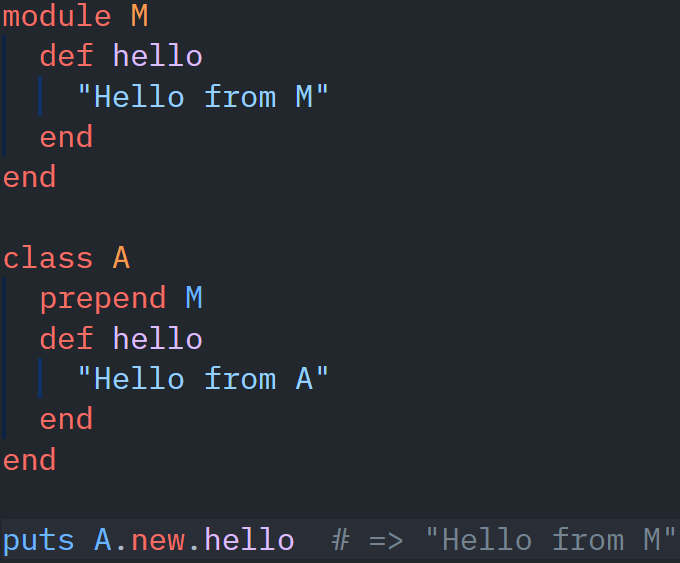 module M
  def hello
    "Hello from M"
  end
end

class A
  prepend M
  def hello
    "Hello from A"
  end
end

puts A.new.hello  # => "Hello from M"